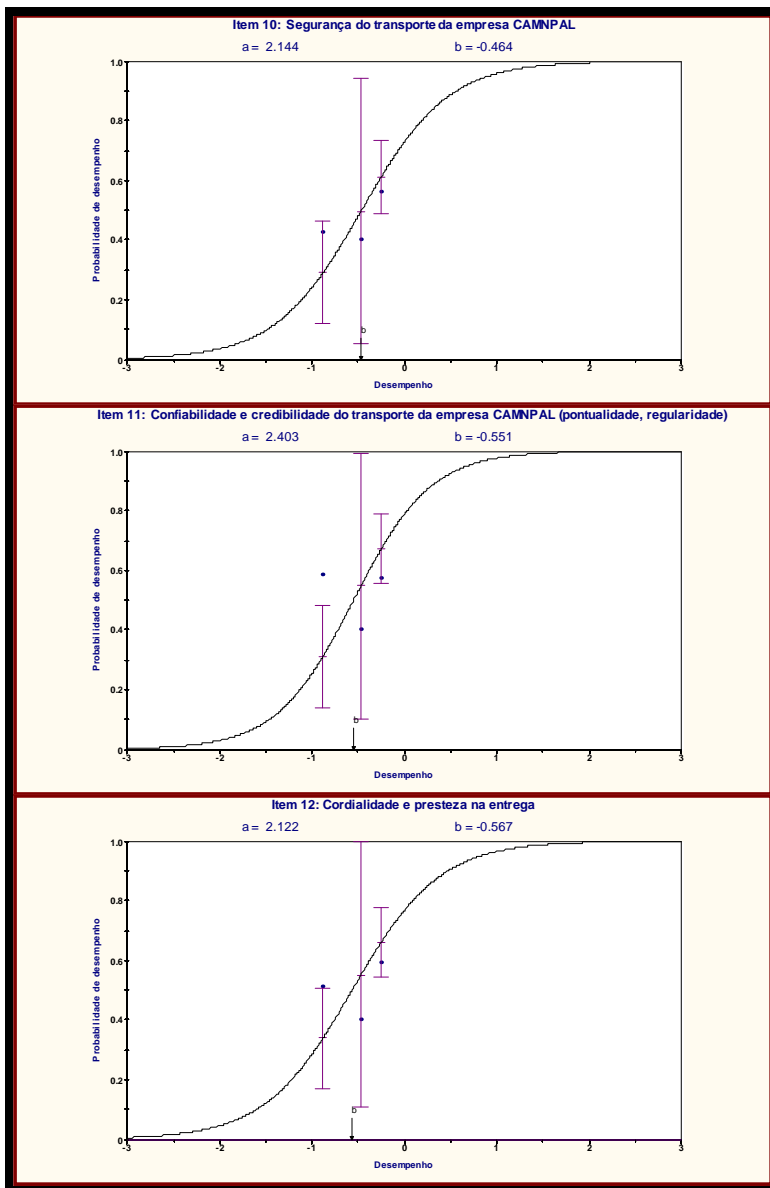 Item 10: Segurança do transporte da empresa CAMNPAL
a = 2.144 b = -0.464
1.0
0.8
0.6
0.4
0.2
0
Probabilidade de desempenho
b
-3 -2 -1 0 1 2 3
Desempenho
Item 11: Confiabilidade e credibilidade do transporte da empresa CAMNPAL (pontualidade, regularidade)
a = 2.403 b = -0.551
1.0
0.8
0.6
0.4
0.2
0
Probabilidade de desempenho
b
-3 -2 -1 0 1 2 3
Desempenho
Item 12: Cordialidade e presteza na entrega
a = 2.122 b = -0.567
1.0
0.8
0.6
0.4
0.2
0
Probabilidade de desempenho
b
-3 -2 -1 0 1 2 3
Desempenho